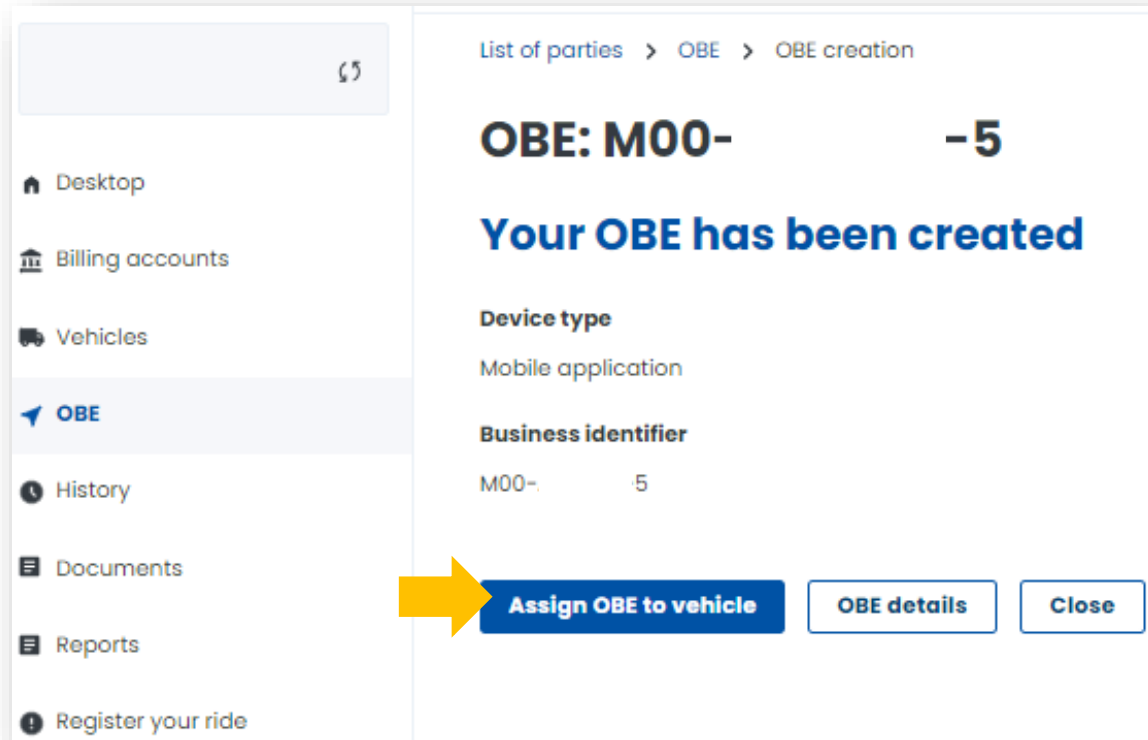 Desktop
Billing accounts
Vehicles
OBE
History
Documents
Reports
Register your ride
List of parties > OBE > OBE creation
OBE: M00- -5
Your OBE has been created
Device type
Mobile application
Business identifier
M00- 5
Assign OBE to vehicle
OBE details
Close